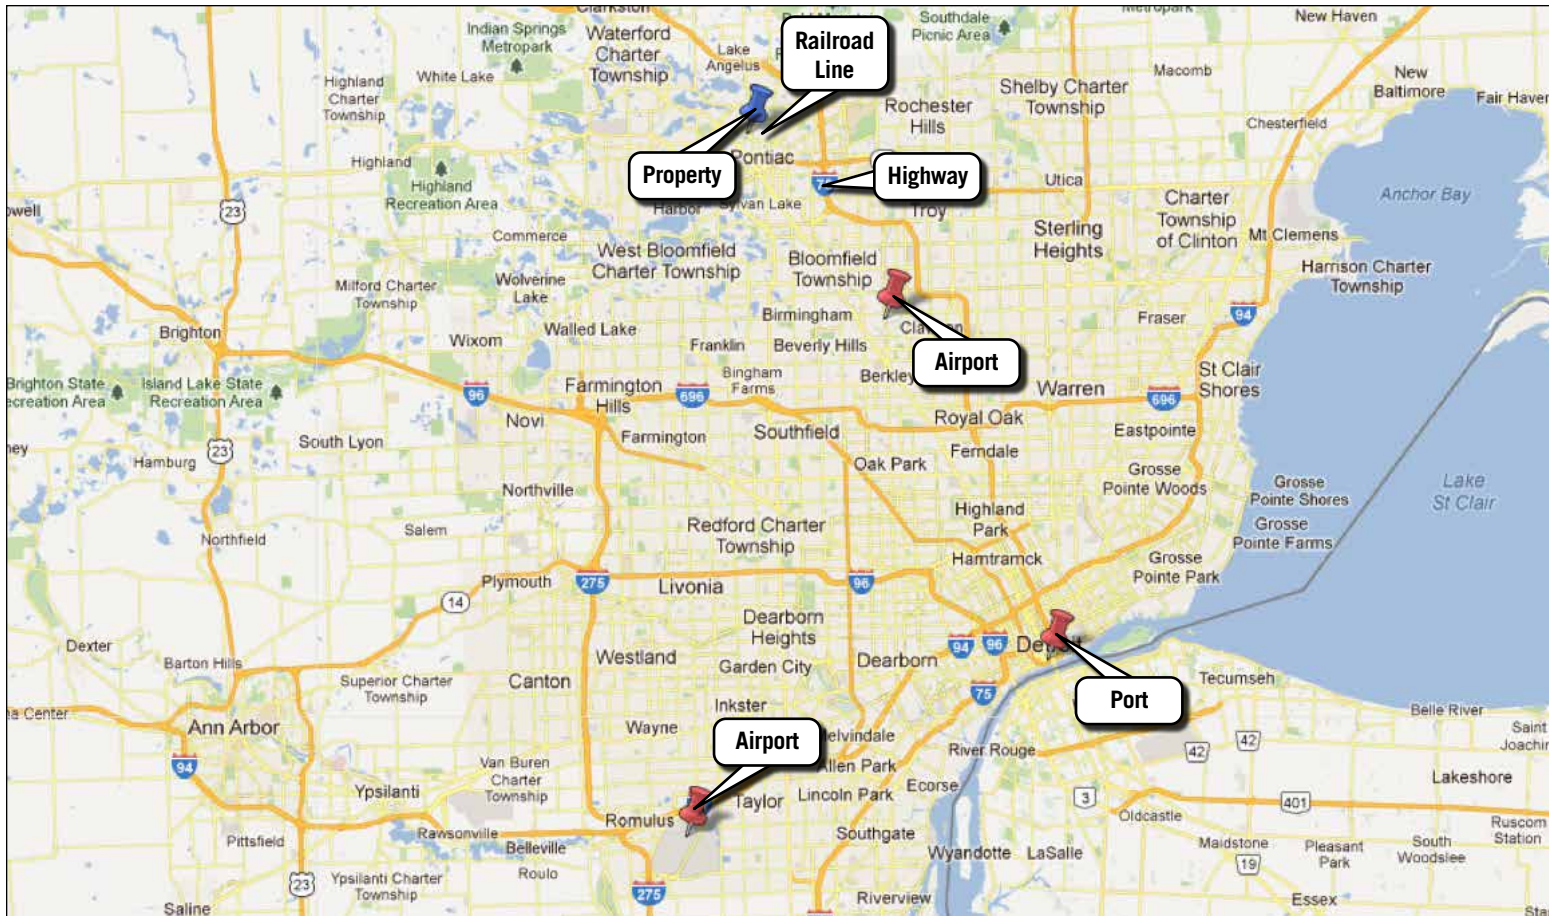 Clarkston
Metropark
New Haven
Indian Springs
Metropark
Waterford
Charter
Township
Southdale
Picnic Area
Railroad
Line
Lake
Angelus
Macomb
New
Baltimore
Fair Haven
Highland
Charter
Township
White Lake
Shelby Charter
Township
Rochester
Hills
Chesterfield
Highland
Highland
Recreation Area
Property
Pontiac
Highway
Utica
Anchor Bay
23
Harbor
Sylvan Lake
Troy
Charter
Township
of Clinton
Mt Clemens
Sterling
Heights
Commerce
West Bloomfield
Charter Township
Bloomfield
Township
Harrison Charter
Township
Milford Charter
Township
Wolverine
Lake
Brighton
Walled Lake
Wixom
Birmingham
Fraser
94
Franklin
Beverly Hills
Airport
Bingham
Farms
Berkley
St Clair
Shores
Brighton State
Recreation Area
Island Lake State
Recreation Area
96
Farmington
Hills
696
Warren
696
Novi
Royal Oak
Farmington
Southfield
Eastpointe
South Lyon
23
Hamburg
Ferndale
Oak Park
Grosse
Pointe Woods
Grosse
Pointe Shores
Lake
St Clair
Northville
Highland
Park
Redford Charter
Township
Salem
Northfield
Grosse
Pointe Farms
Hamtramck
Grosse
Pointe Park
Plymouth
275
Livonia
96
14
Dearborn
Heights
Dexter
Barton Hills
Westland
Garden City
Dearborn
94
96
Detroit
Superior Charter
Township
Canton
75
Port
Tecumseh
Inkster
Belle River
Ann Arbor
Wayne
Airport
Melvindale
River Rouge
42
42
Saint
94
Van Buren
Charter
Township
Allen Park
Lakeshore
Ypsilanti
Taylor
Lincoln Park
Ecorse
3
401
Oldcastle
Romulus
Rawsonville
Pittsfield
Belleville
Southgate
Ruscom
Station
Maidstone
Pleasant
Park
South
Woodslee
Wyandotte
LaSalle
19
Roulo
Ypsilanti Charter
Township
23
275
Riverview
Essex
Saline